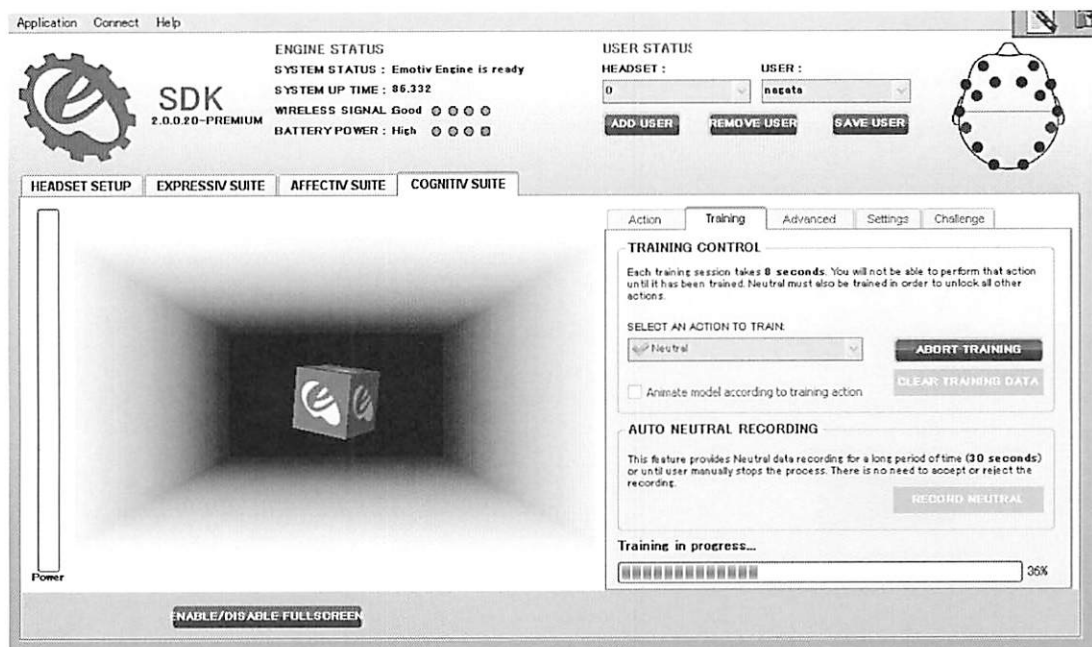 Application Connect Help
SDK
2.0.0.20-PREMIUM
ENGINE STATUS
SYSTEM STATUS : Emotiv Engine is ready
SYSTEM UP TIME : 86.332
WIRELESS SIGNAL Good
BATTERY POWER : High
USER STATUS
HEADSET : USER :
0 nagata
ADD USER REMOVE USER SAVE USER
HEADSET SETUP EXPRESSIV SUITE AFFECTIV SUITE COGNITIV SUITE
Power
ENABLE/DISABLE FULLSCREEN
Action Training Advanced Settings Challenge
TRAINING CONTROL
Each training session takes 8 seconds. You will not be able to perform that action
until it has been trained. Neutral must also be trained in order to unlock all other
actions.
SELECT AN ACTION TO TRAIN:
Neutral
ABORT TRAINING
CLEAR TRAINING DATA
Animate model according to training action
AUTO NEUTRAL RECORDING
This feature provides Neutral data recording for a long period of time (30 seconds)
or until user manually stops the process. There is no need to accept or reject the
recording.
RECORD NEUTRAL
Training in progress...
35%